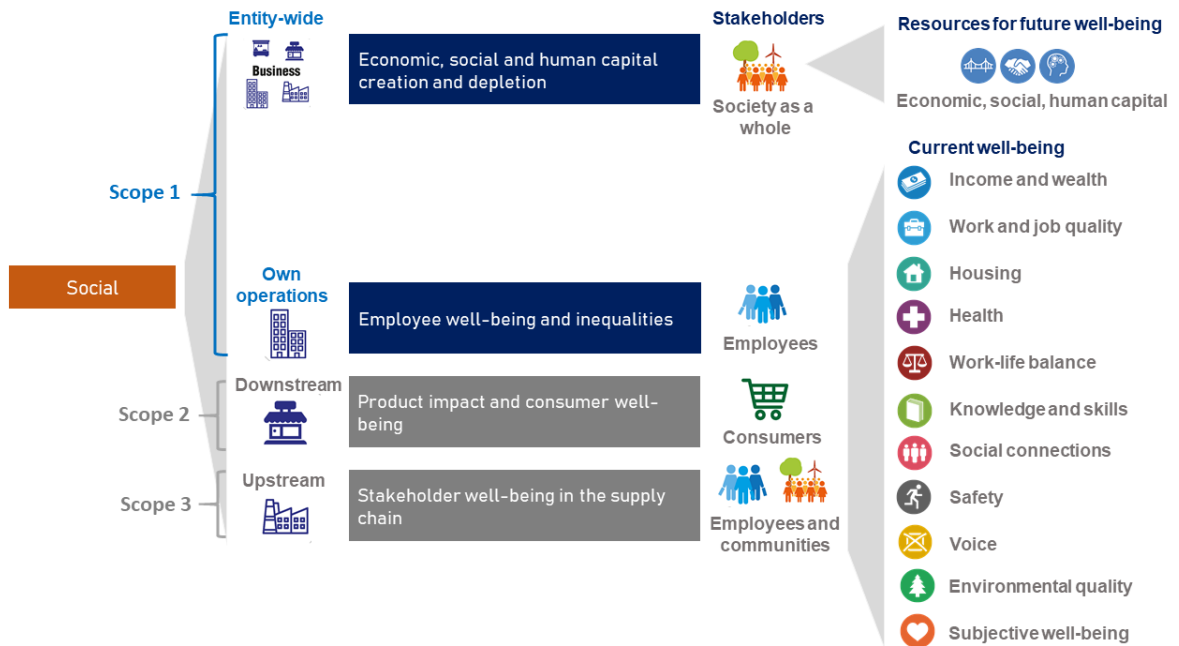 Entity-wide
Business
Economic, social and human capital
creation and depletion
Stakeholders
Society as a
whole
Resources for future well-being
Economic, social, human capital
Scope 1
Social
Own
operations
Employee well-being and inequalities
Employees
Scope 2
Downstream
Product impact and consumer well-
being
Consumers
Scope 3
Upstream
Stakeholder well-being in the supply
chain
Employees and
communities
Current well-being
Income and wealth
Work and job quality
Housing
Health
Work-life balance
Knowledge and skills
Social connections
Safety
Voice
Environmental quality
Subjective well-being